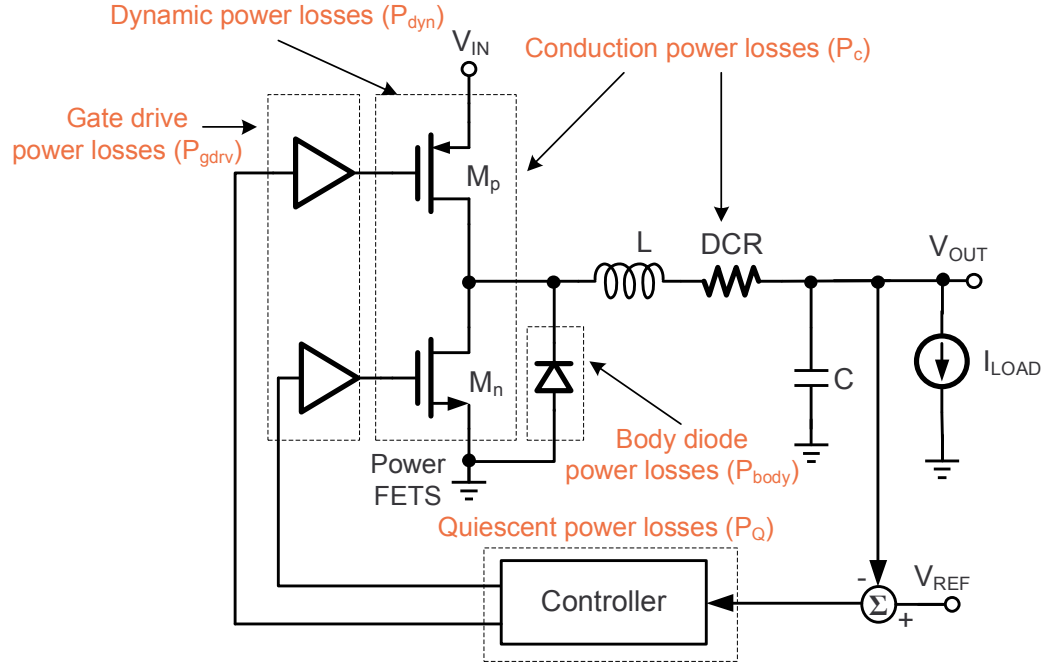 Dynamic power losses (Pdyn)
VIN
Conduction power losses (Pc)
Gate drive
power losses (Pgdrv)
Mp
L
DCR
VOUT
Mn
C
ILOAD
Power
FETS
Body diode
power losses (Pbody)
Quiescent power losses (PQ)
Controller
-
Σ
+
VREF